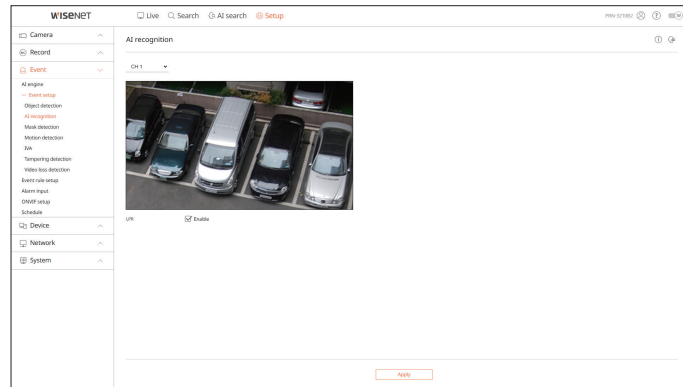 WISENET
Live Search AI search Setup
PRN-3210B2
Camera
Record
Event
AI engine
Event setup
Object detection
AI recognition
Mask detection
Motion detection
IVA
Tampering detection
Video loss detection
Event rule setup
Alarm input
ONVIF setup
Schedule
Device
Network
System
AI recognition
CH 1
LPR Enable
Apply